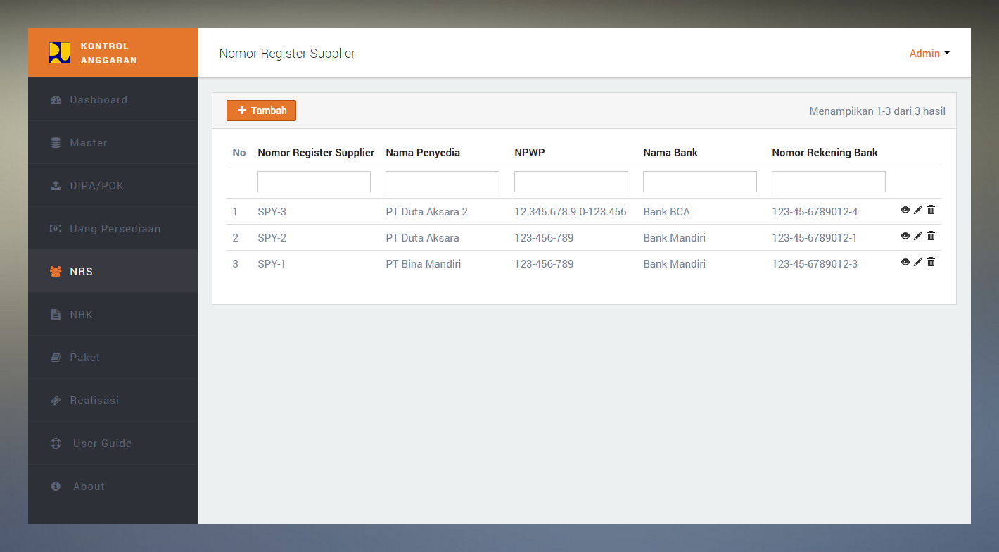 KONTROL
ANGGARAN
Nomor Register Supplier
Admin
Dashboard
Master
DIPA/POK
Uang Persediaan
NRS
NRK
Paket
Realisasi
User Guide
About
Tambah
Menampilkan 1-3 dari 3 hasil
No Nomor Register Supplier Nama Penyedia NPWP Nama Bank Nomor Rekening Bank
1 SPY-3 PT Duta Aksara 2 12.345.678.9.0-123.456 Bank BCA 123-45-6789012-4
2 SPY-2 PT Duta Aksara 123-456-789 Bank Mandiri 123-45-6789012-1
3 SPY-1 PT Bina Mandiri 123-456-789 Bank Mandiri 123-45-6789012-3